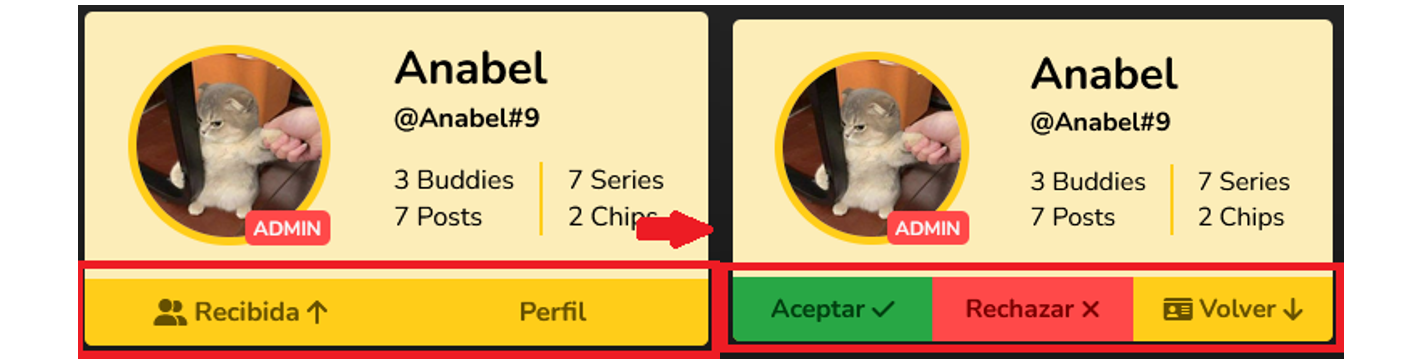 Anabel
@Anabel#9
3 Buddies
7 Series
7 Posts
2 Chips
ADMIN
Recibida
Perfil
Anabel
@Anabel#9
3 Buddies
7 Series
7 Posts
2 Chips
ADMIN
Aceptar
Rechazar
Volver